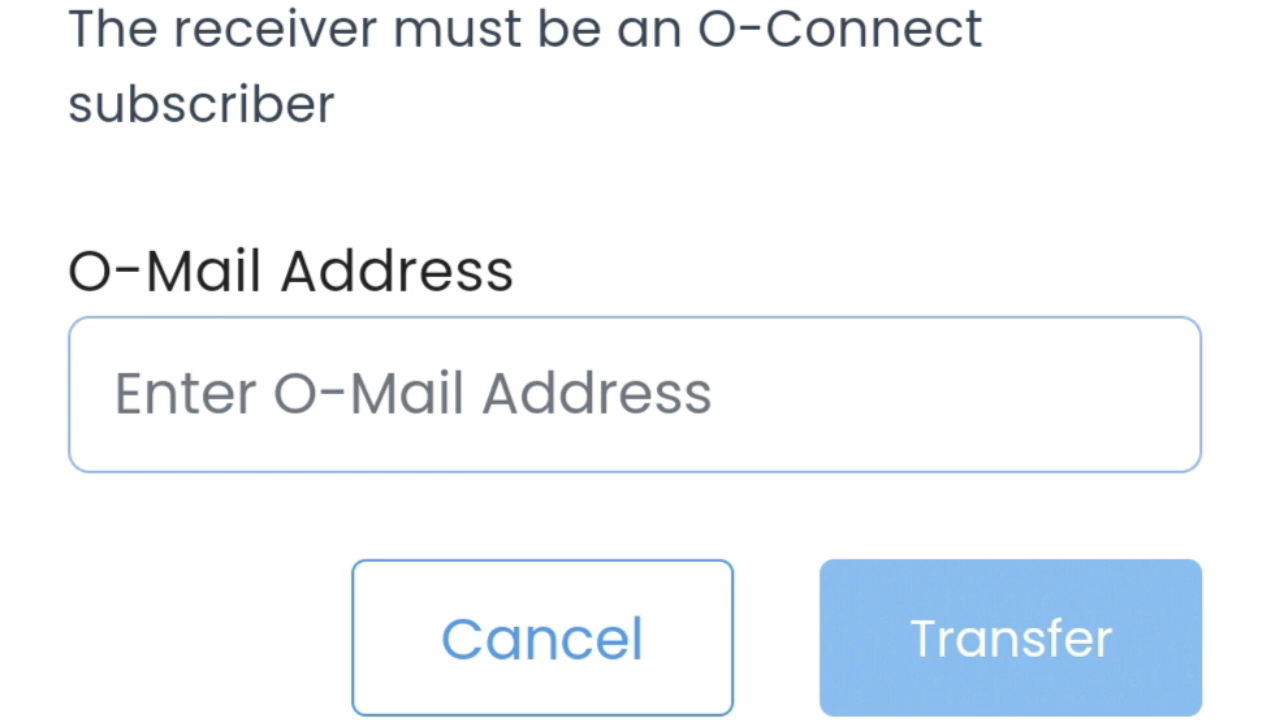 The receiver must be an O-Connect
subscriber
O-Mail Address
Enter O-Mail Address
Cancel
Transfer